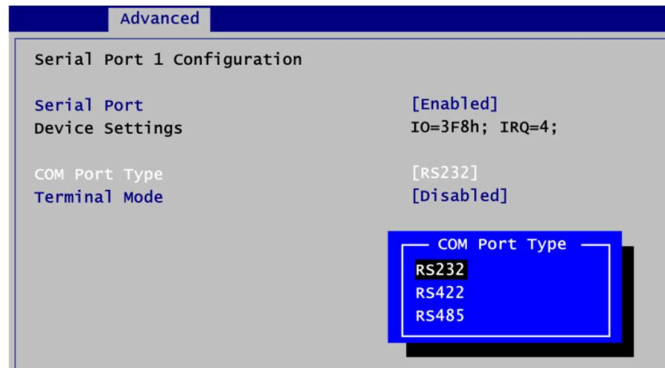 Advanced
Serial Port 1 Configuration
Serial Port [Enabled]
Device Settings IO=3F8h; IRQ=4;
COM Port Type [RS232]
Terminal Mode [Disabled]
COM Port Type
RS232
RS422
RS485